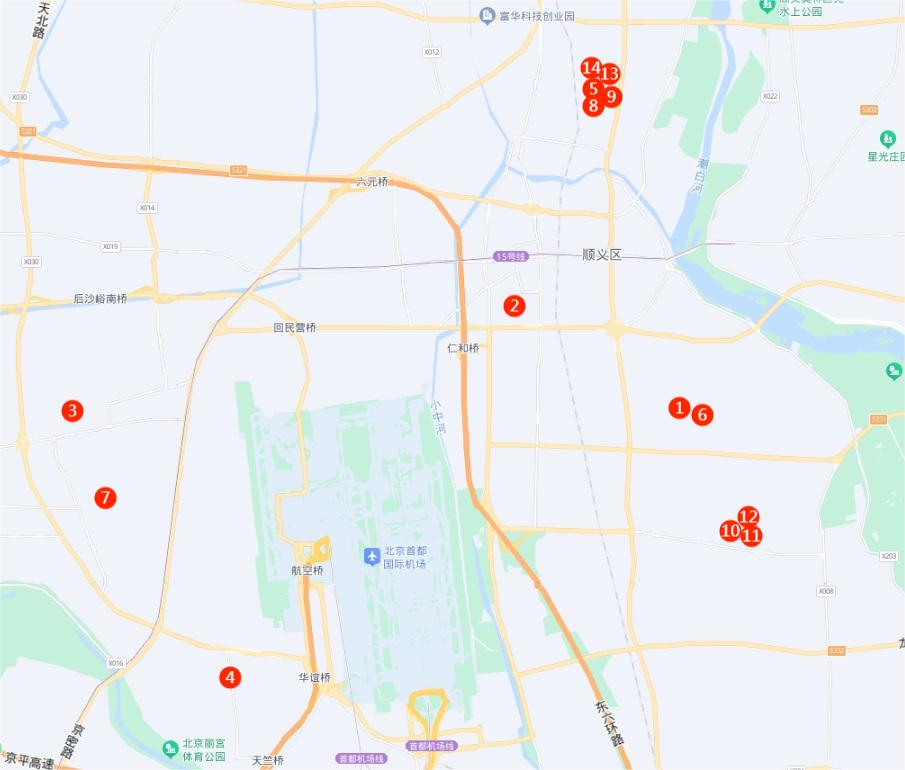 天北路
富华科技创业园
水上公园
X012
14
13
5
9
8
X030
X022
S203
S321
星光庄园
潮白河
S321
六元桥
X014
X019
15号线
顺义区
X030
后沙峪南桥
2
回民营桥
仁和桥
3
小中河
1
6
S331
7
12
10
11
北京首都
国际机场
X203
航空桥
X008
S332
X016
4
华谊桥
东六环路
京密路
北京丽宫
体育公园
首都机场线
首都机场线
天竺桥
京平高速